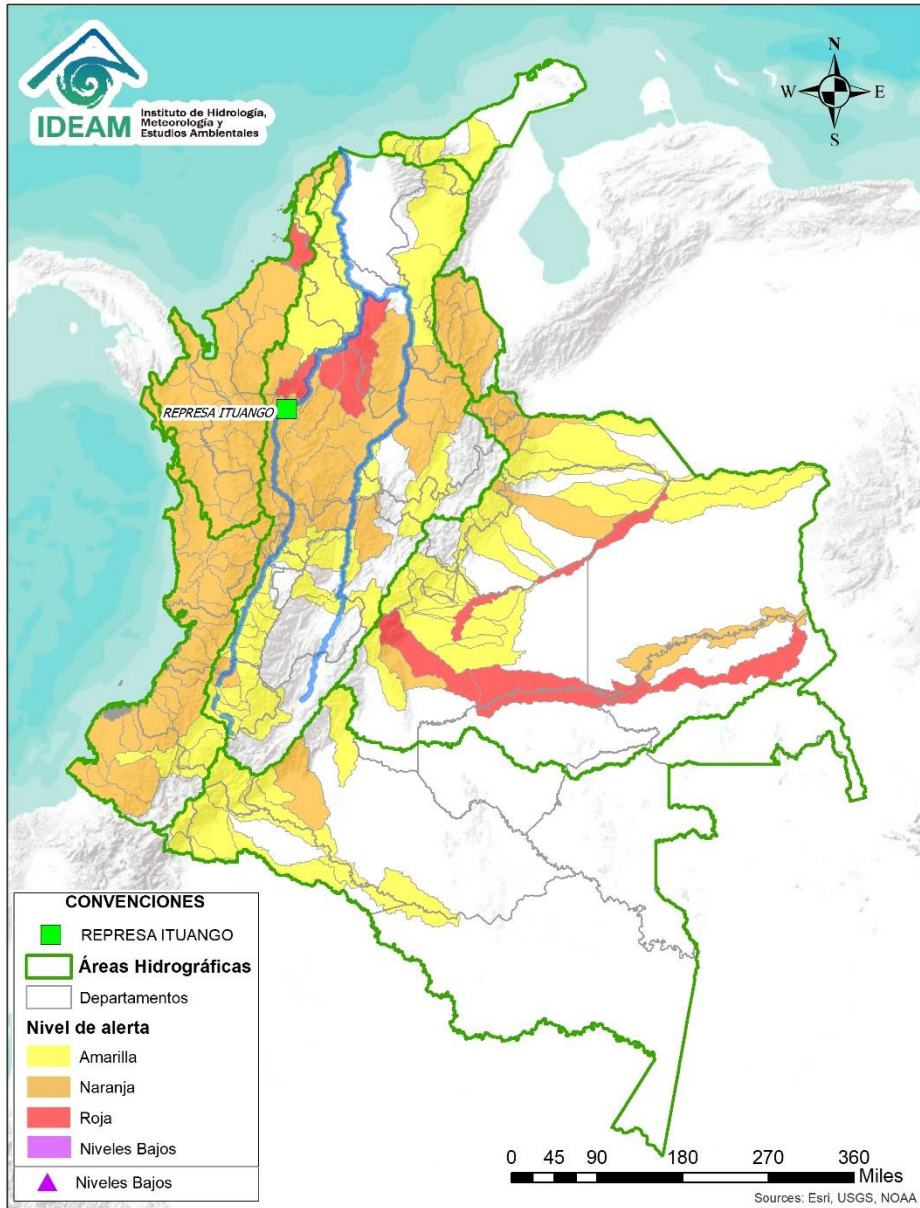 IDEAM
Instituto de Hidrología,
Meteorología y
Estudios Ambientales
N
W
E
S
REPRESA ITUANGO
CONVENCIONES
REPRESA ITUANGO
Áreas Hidrográficas
Departamentos
Nivel de alerta
Amarilla
Naranja
Roja
Niveles Bajos
Niveles Bajos
0 45 90 180 270 360
Miles
Sources: Esri, USGS, NOAA